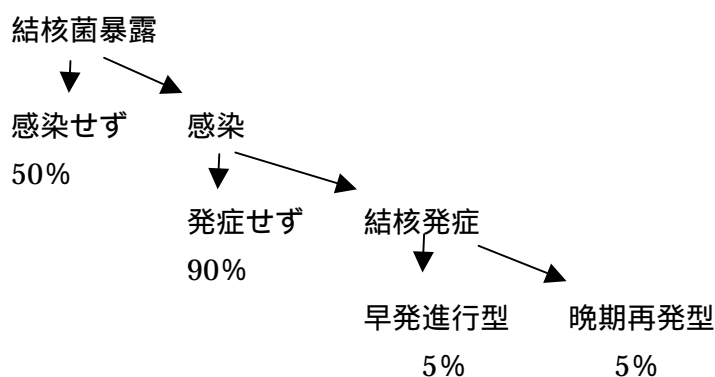 結核菌暴露
感染せず 感染
50%
発症せず 結核発症
90%
早発進行型 晩期再発型
5% 5%